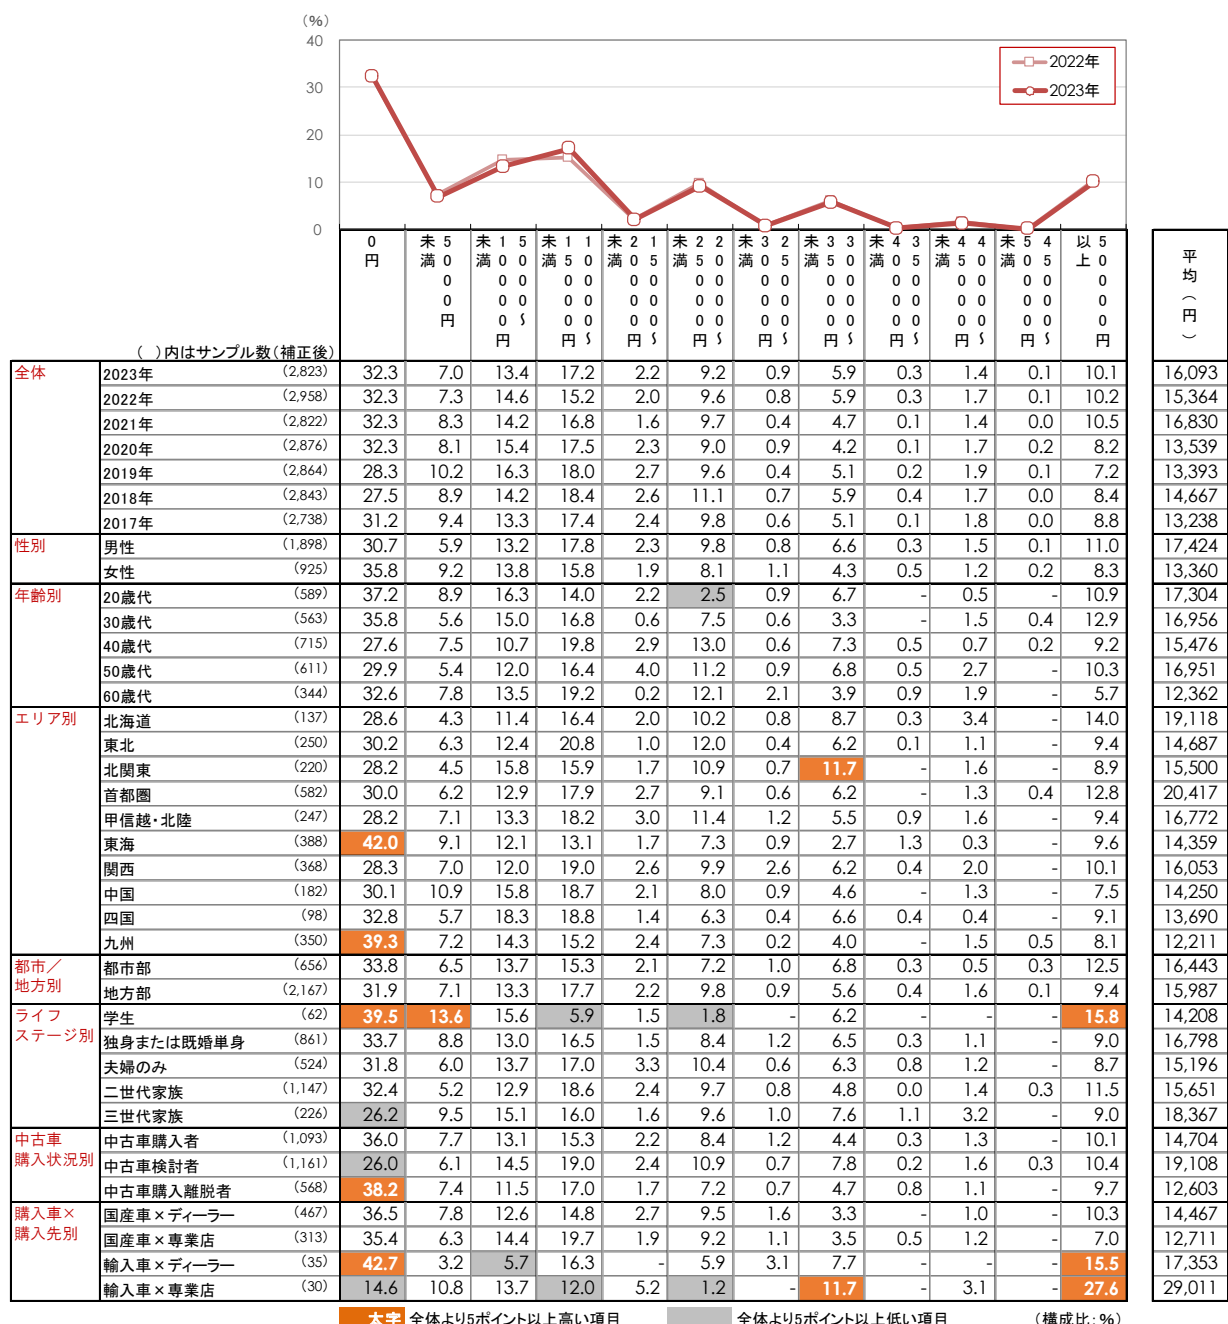 (%)
40
30
20
10
0
2022年
2023年
0円
5000円未満
5000~10000円未満
10000~15000円未満
15000~20000円未満
20000~25000円未満
25000~30000円未満
30000~35000円未満
35000~40000円未満
40000~45000円未満
45000~50000円未満
50000円以上
平均(円)
( )内はサンプル数(補正後)
全体 2023年 (2,823) 32.3 7.0 13.4 17.2 2.2 9.2 0.9 5.9 0.3 1.4 0.1 10.1 16,093
2022年 (2,958) 32.3 7.3 14.6 15.2 2.0 9.6 0.8 5.9 0.3 1.7 0.1 10.2 15,364
2021年 (2,822) 32.3 8.3 14.2 16.8 1.6 9.7 0.4 4.7 0.1 1.4 0.0 10.5 16,830
2020年 (2,876) 32.3 8.1 15.4 17.5 2.3 9.0 0.9 4.2 0.1 1.7 0.2 8.2 13,539
2019年 (2,864) 28.3 10.2 16.3 18.0 2.7 9.6 0.4 5.1 0.2 1.9 0.1 7.2 13,393
2018年 (2,843) 27.5 8.9 14.2 18.4 2.6 11.1 0.7 5.9 0.4 1.7 0.0 8.4 14,667
2017年 (2,738) 31.2 9.4 13.3 17.4 2.4 9.8 0.6 5.1 0.1 1.8 0.0 8.8 13,238
性別 男性 (1,898) 30.7 5.9 13.2 17.8 2.3 9.8 0.8 6.6 0.3 1.5 0.1 11.0 17,424
女性 (925) 35.8 9.2 13.8 15.8 1.9 8.1 1.1 4.3 0.5 1.2 0.2 8.3 13,360
年齢別 20歳代 (589) 37.2 8.9 16.3 14.0 2.2 2.5 0.9 6.7 - 0.5 - 10.9 17,304
30歳代 (563) 35.8 5.6 15.0 16.8 0.6 7.5 0.6 3.3 - 1.5 0.4 12.9 16,956
40歳代 (715) 27.6 7.5 10.7 19.8 2.9 13.0 0.6 7.3 0.5 0.7 0.2 9.2 15,476
50歳代 (611) 29.9 5.4 12.0 16.4 4.0 11.2 0.9 6.8 0.5 2.7 - 10.3 16,951
60歳代 (344) 32.6 7.8 13.5 19.2 0.2 12.1 2.1 3.9 0.9 1.9 - 5.7 12,362
エリア別 北海道 (137) 28.6 4.3 11.4 16.4 2.0 10.2 0.8 8.7 0.3 3.4 - 14.0 19,118
東北 (250) 30.2 6.3 12.4 20.8 1.0 12.0 0.4 6.2 0.1 1.1 - 9.4 14,687
北関東 (220) 28.2 4.5 15.8 15.9 1.7 10.9 0.7 11.7 - 1.6 - 8.9 15,500
首都圏 (582) 30.0 6.2 12.9 17.9 2.7 9.1 0.6 6.2 - 1.3 0.4 12.8 20,417
甲信越・北陸 (247) 28.2 7.1 13.3 18.2 3.0 11.4 1.2 5.5 0.9 1.6 - 9.4 16,772
東海 (388) 42.0 9.1 12.1 13.1 1.7 7.3 0.9 2.7 1.3 0.3 - 9.6 14,359
関西 (368) 28.3 7.0 12.0 19.0 2.6 9.9 2.6 6.2 0.4 2.0 - 10.1 16,053
中国 (182) 30.1 10.9 15.8 18.7 2.1 8.0 0.9 4.6 - 1.3 - 7.5 14,250
四国 (98) 32.8 5.7 18.3 18.8 1.4 6.3 0.4 6.6 0.4 0.4 - 9.1 13,690
九州 (350) 39.3 7.2 14.3 15.2 2.4 7.3 0.2 4.0 - 1.5 0.5 8.1 12,211
都市/ 都市部 (656) 33.8 6.5 13.7 15.3 2.1 7.2 1.0 6.8 0.3 0.5 0.3 12.5 16,443
地方別 地方部 (2,167) 31.9 7.1 13.3 17.7 2.2 9.8 0.9 5.6 0.4 1.6 0.1 9.4 15,987
ライフ 学生 (62) 39.5 13.6 15.6 5.9 1.5 1.8 - 6.2 - - - 15.8 14,208
ステージ別 独身または既婚単身 (861) 33.7 8.8 13.0 16.5 1.5 8.4 1.2 6.5 0.3 1.1 - 9.0 16,798
夫婦のみ (524) 31.8 6.0 13.7 17.0 3.3 10.4 0.6 6.3 0.8 1.2 - 8.7 15,196
二世代家族 (1,147) 32.4 5.2 12.9 18.6 2.4 9.7 0.8 4.8 0.0 1.4 0.3 11.5 15,651
三世代家族 (226) 26.2 9.5 15.1 16.0 1.6 9.6 1.0 7.6 1.1 3.2 - 9.0 18,367
中古車 中古車購入者 (1,093) 36.0 7.7 13.1 15.3 2.2 8.4 1.2 4.4 0.3 1.3 - 10.1 14,704
購入状況別 中古車検討者 (1,161) 26.0 6.1 14.5 19.0 2.4 10.9 0.7 7.8 0.2 1.6 0.3 10.4 19,108
中古車購入離脱者 (568) 38.2 7.4 11.5 17.0 1.7 7.2 0.7 4.7 0.8 1.1 - 9.7 12,603
購入車× 国産車×ディーラー (467) 36.5 7.8 12.6 14.8 2.7 9.5 1.6 3.3 - 1.0 - 10.3 14,467
購入先別 国産車×専業店 (313) 35.4 6.3 14.4 19.7 1.9 9.2 1.1 3.5 0.5 1.2 - 7.0 12,711
輸入車×ディーラー (35) 42.7 3.2 5.7 16.3 - 5.9 3.1 7.7 - - - 15.5 17,353
輸入車×専業店 (30) 14.6 10.8 13.7 12.0 5.2 1.2 - 11.7 - 3.1 - 27.6 29,011
太字 全体より5ポイント以上高い項目 全体より5ポイント以上低い項目 (構成比:%)